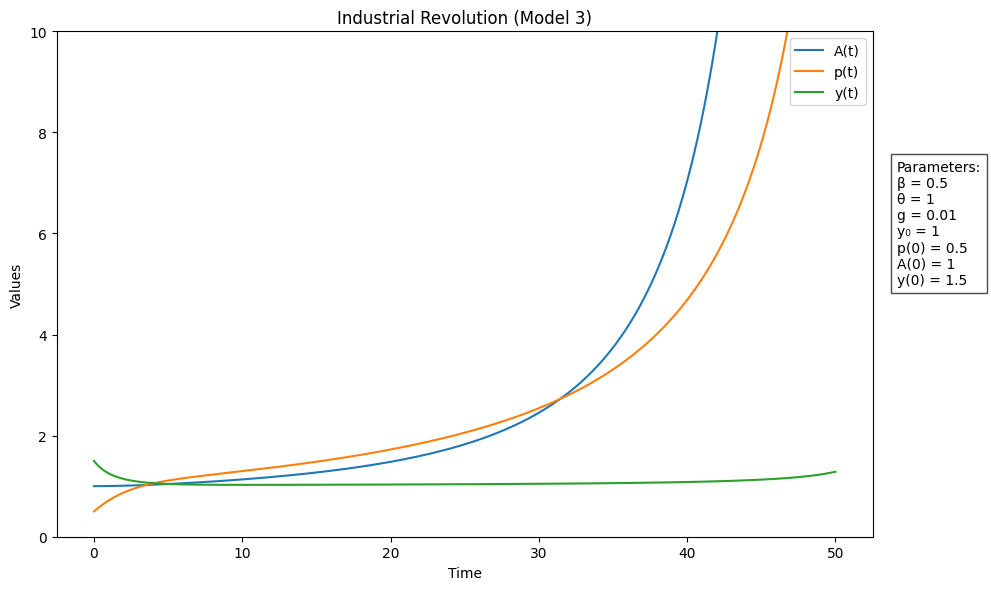 Industrial Revolution (Model 3)
A(t)
p(t)
y(t)
Values
10
8
6
4
2
0
0 10 20 30 40 50
Time
Parameters:
β = 0.5
θ = 1
g = 0.01
y₀ = 1
p(0) = 0.5
A(0) = 1
y(0) = 1.5